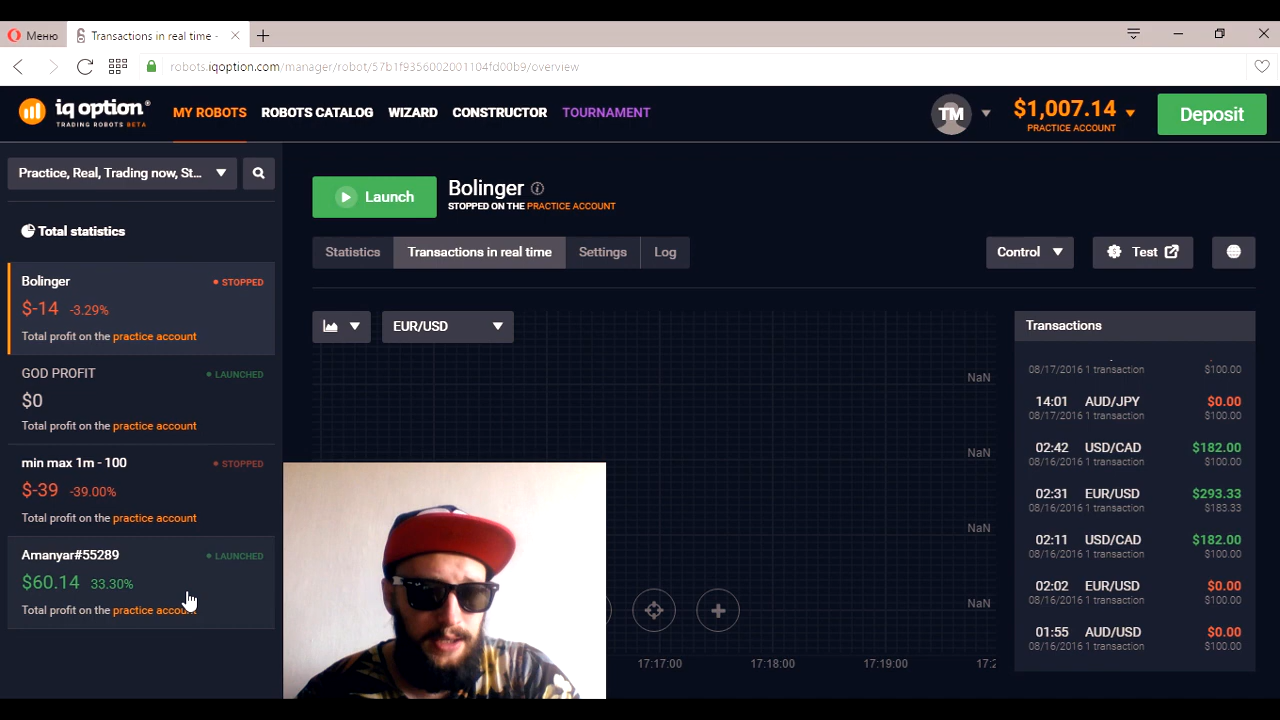 Меню
Transactions in real time -
robots.iqoption.com/manager/robot/57b1f9356002001104fd00b9/overview
iq option®
TRADING ROBOTS BETA
MY ROBOTS
ROBOTS CATALOG
WIZARD
CONSTRUCTOR
TOURNAMENT
TM
$1,007.14
PRACTICE ACCOUNT
Deposit
Practice, Real, Trading now, St...
Total statistics
Bolinger
STOPPED
$-14 -3.29%
Total profit on the practice account
GOD PROFIT
LAUNCHED
$0
Total profit on the practice account
min max 1m - 100
STOPPED
$-39 -39.00%
Total profit on the practice account
Amanyar#55289
LAUNCHED
$60.14 33.30%
Total profit on the practice account
Launch
Bolinger
STOPPED ON THE PRACTICE ACCOUNT
Statistics
Transactions in real time
Settings
Log
Control
Test
EUR/USD
NaN
NaN
NaN
NaN
17:17:00
17:18:00
17:19:00
Transactions
08/17/2016 1 transaction $100.00
14:01 AUD/JPY $0.00
08/17/2016 1 transaction $100.00
02:42 USD/CAD $182.00
08/16/2016 1 transaction $100.00
02:31 EUR/USD $293.33
08/16/2016 1 transaction $183.33
02:11 USD/CAD $182.00
08/16/2016 1 transaction $100.00
02:02 EUR/USD $0.00
08/16/2016 1 transaction $100.00
01:55 AUD/USD $0.00
08/16/2016 1 transaction $100.00